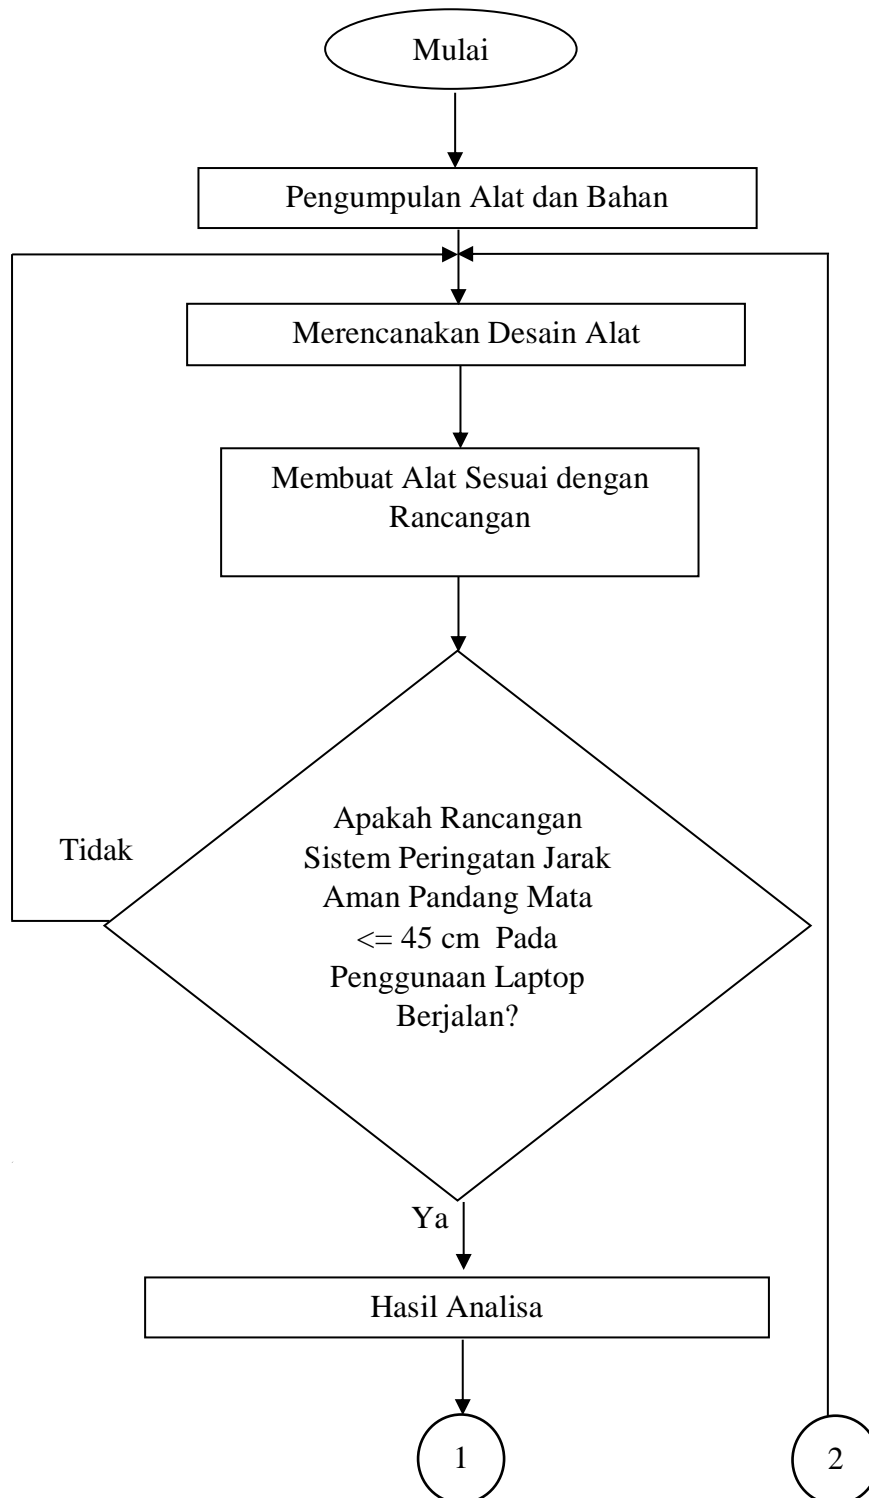 Mulai
Pengumpulan Alat dan Bahan
Merencanakan Desain Alat
Membuat Alat Sesuai dengan
Rancangan
Apakah Rancangan
Sistem Peringatan Jarak
Aman Pandang Mata
<= 45 cm Pada
Penggunaan Laptop
Berjalan?
Tidak
Ya
Hasil Analisa
1
2